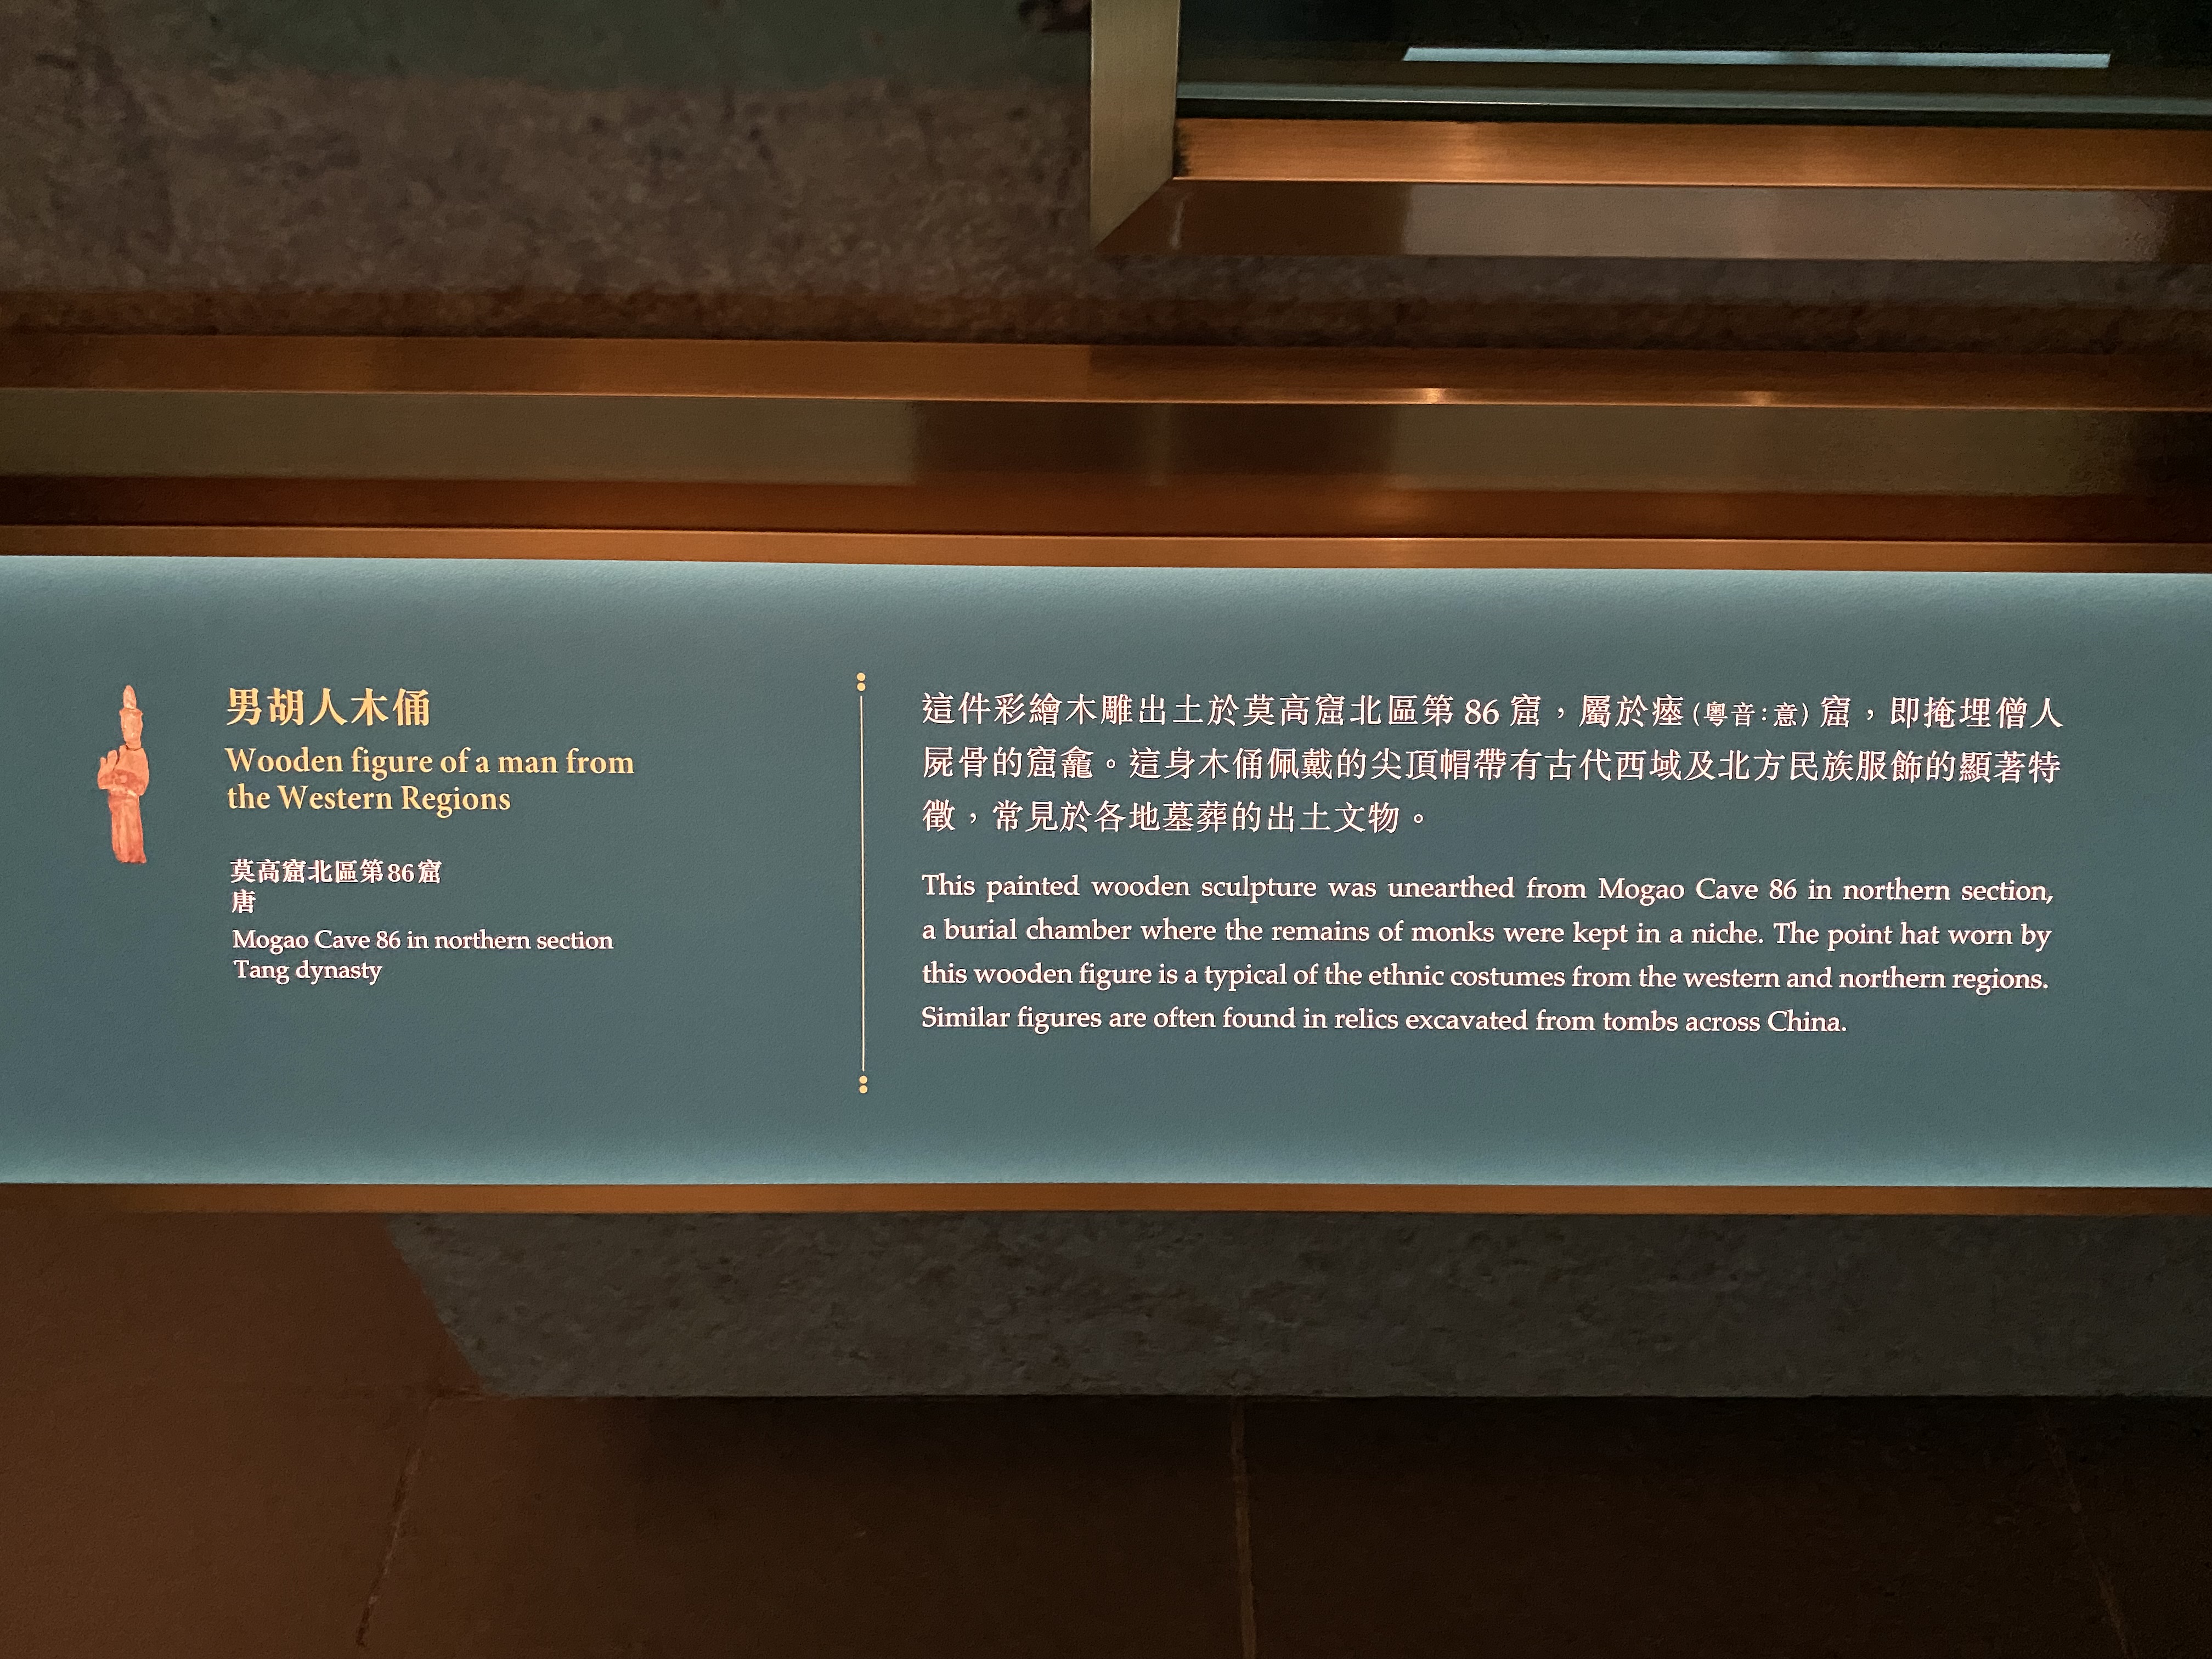 男胡人木俑
Wooden figure of a man from
the Western Regions
莫高窟北區第86窟
唐
Mogao Cave 86 in northern section
Tang dynasty
這件彩繪木雕出土於莫高窟北區第 86 窟，屬於瘞（粵音：意）窟，即掩埋僧人
屍骨的窟龕。這身木俑佩戴的尖頂帽帶有古代西域及北方民族服飾的顯著特
徵，常見於各地墓葬的出土文物。
This painted wooden sculpture was unearthed from Mogao Cave 86 in northern section,
a burial chamber where the remains of monks were kept in a niche. The point hat worn by
this wooden figure is a typical of the ethnic costumes from the western and northern regions.
Similar figures are often found in relics excavated from tombs across China.